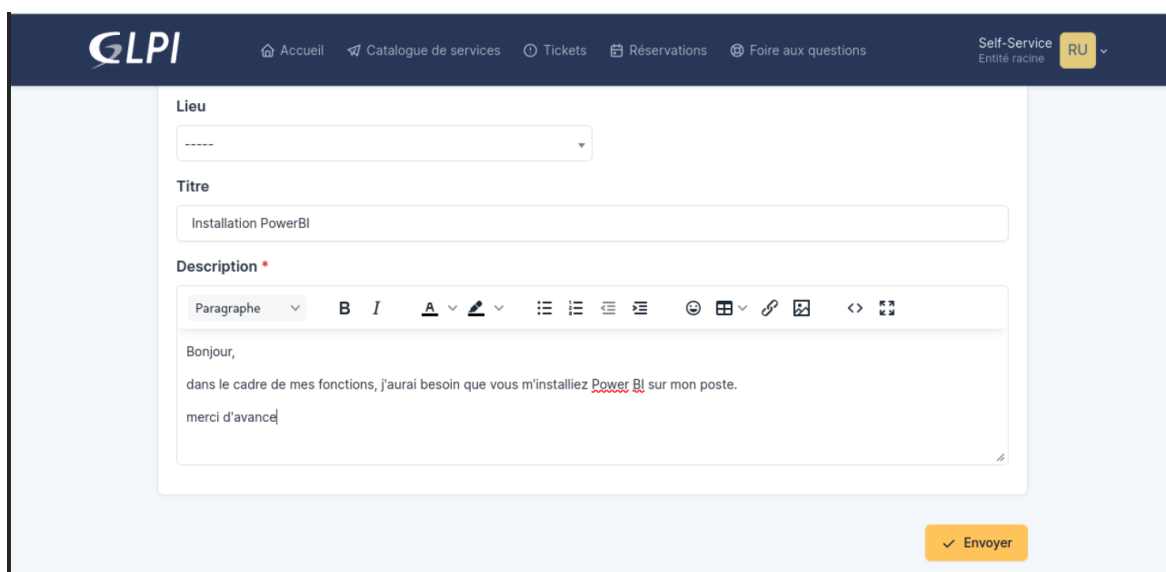 GLPI
Accueil Catalogue de services Tickets Réservations Foire aux questions
Self-Service
Entité racine
RU
Lieu
-----
Titre
Installation PowerBI
Description *
Paragraphe B I A
Bonjour,
dans le cadre de mes fonctions, j'aurai besoin que vous m'installiez Power BI sur mon poste.
merci d'avance
Envoyer